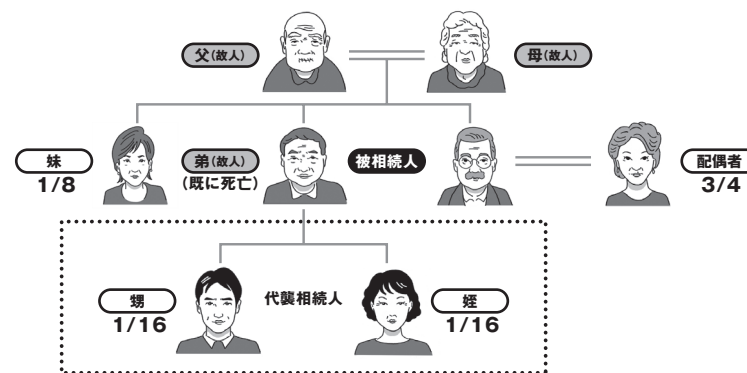 父(故人)
母(故人)
妹
1/8
弟(故人)
(既に死亡)
被相続人
配偶者
3/4
甥
1/16
代襲相続人
姪
1/16